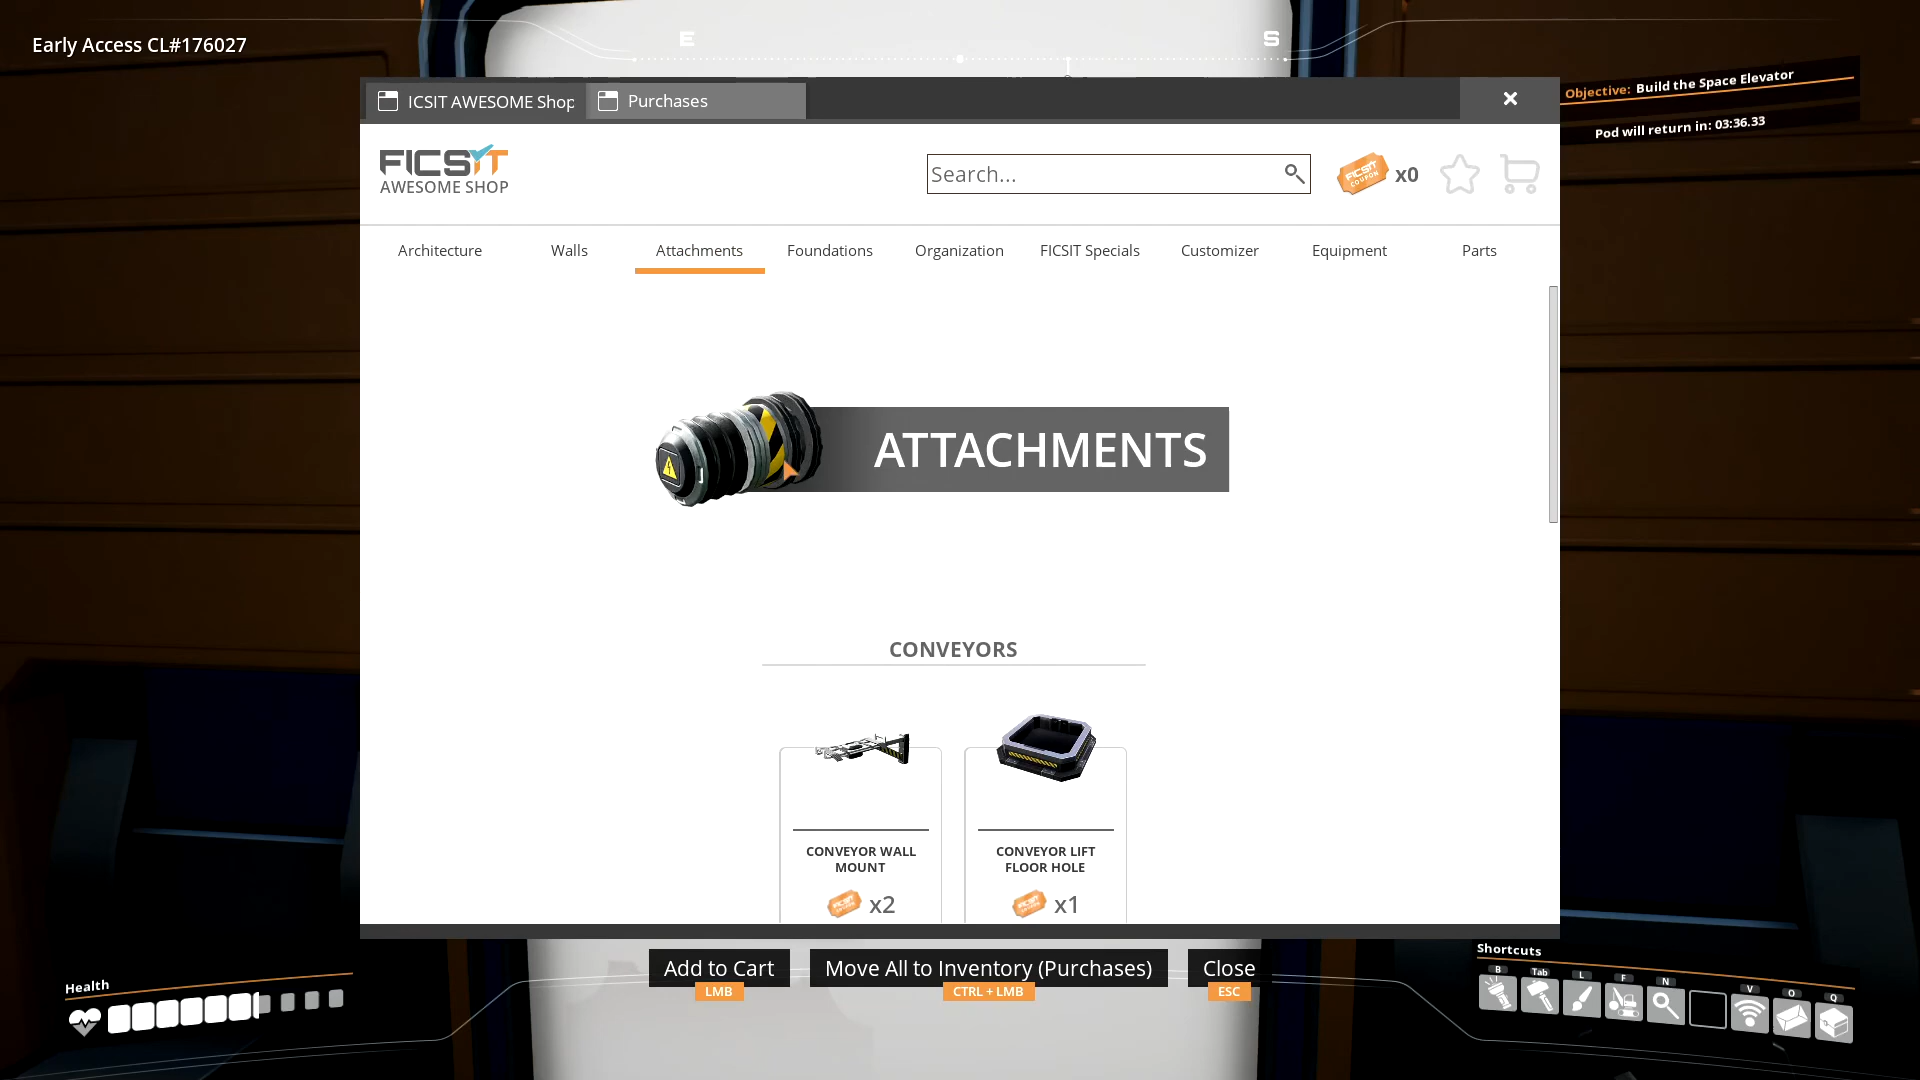 Early Access CL#176027
E
S
Objective: Build the Space Elevator
Pod will return in: 03:36.33
ICSIT AWESOME Shop
Purchases
FICSIT
AWESOME SHOP
Search...
FICSIT
COUPON
x0
Architecture
Walls
Attachments
Foundations
Organization
FICSIT Specials
Customizer
Equipment
Parts
ATTACHMENTS
CONVEYORS
CONVEYOR WALL
MOUNT
x2
CONVEYOR LIFT
FLOOR HOLE
x1
Add to Cart
LMB
Move All to Inventory (Purchases)
CTRL + LMB
Close
ESC
Health
Shortcuts
B
Tab
L
F
N
V
O
Q